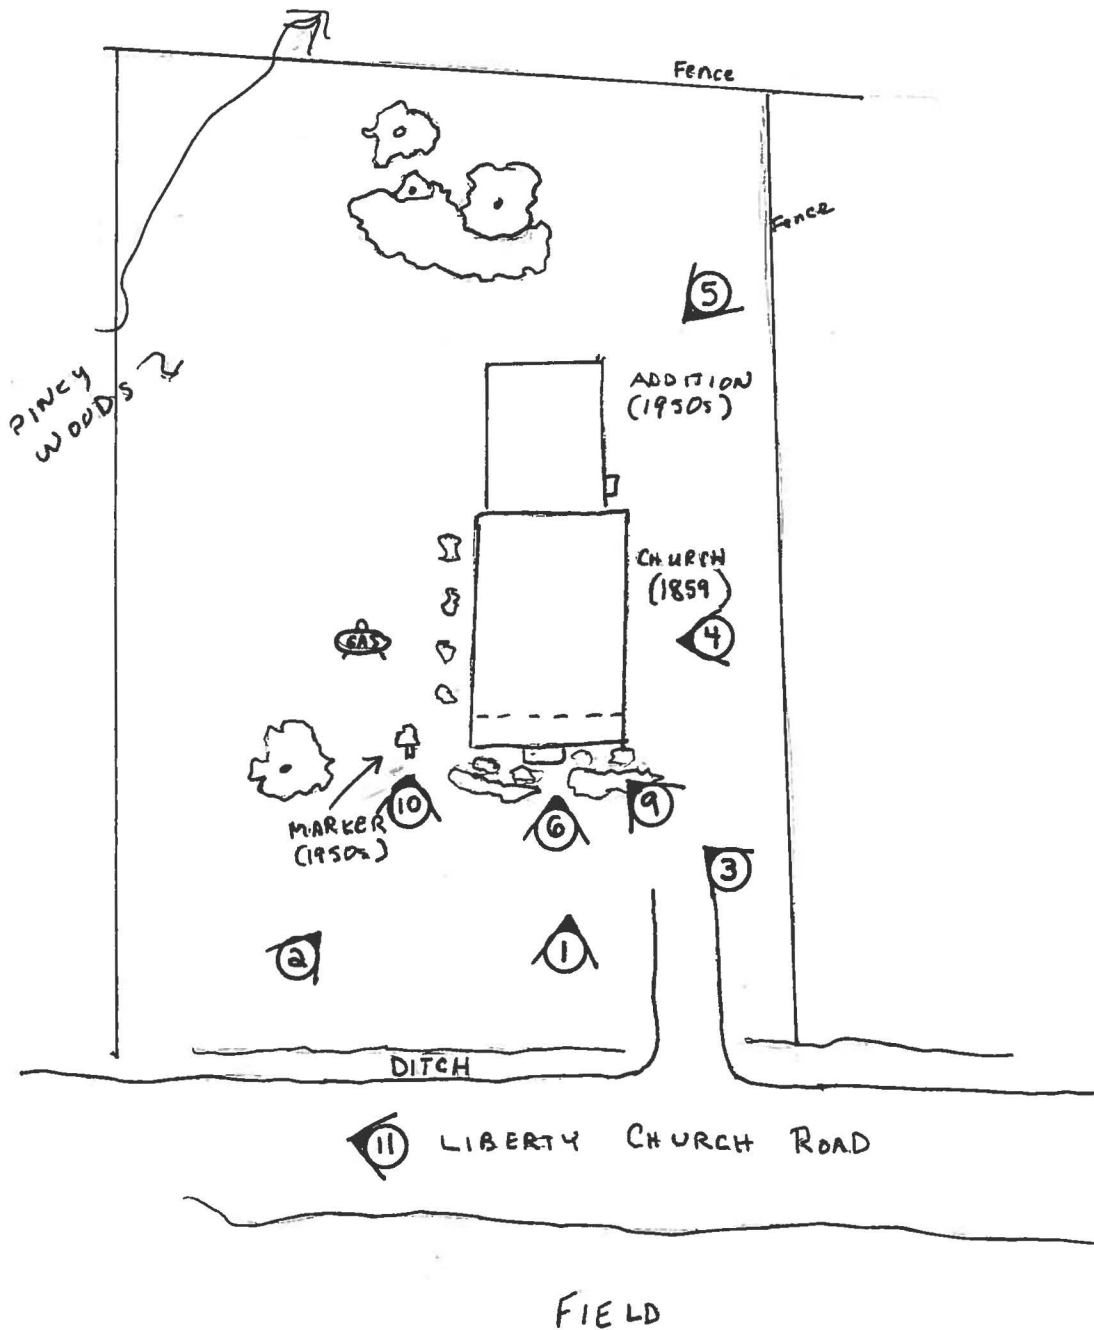 Fence
Fence
5
ADDITION
(1950s)
PINEY
WOODS
CHURCH
(1859)
4
GAS
10
6
9
MARKER
(1950s)
3
2
1
DITCH
11 LIBERTY CHURCH ROAD
FIELD